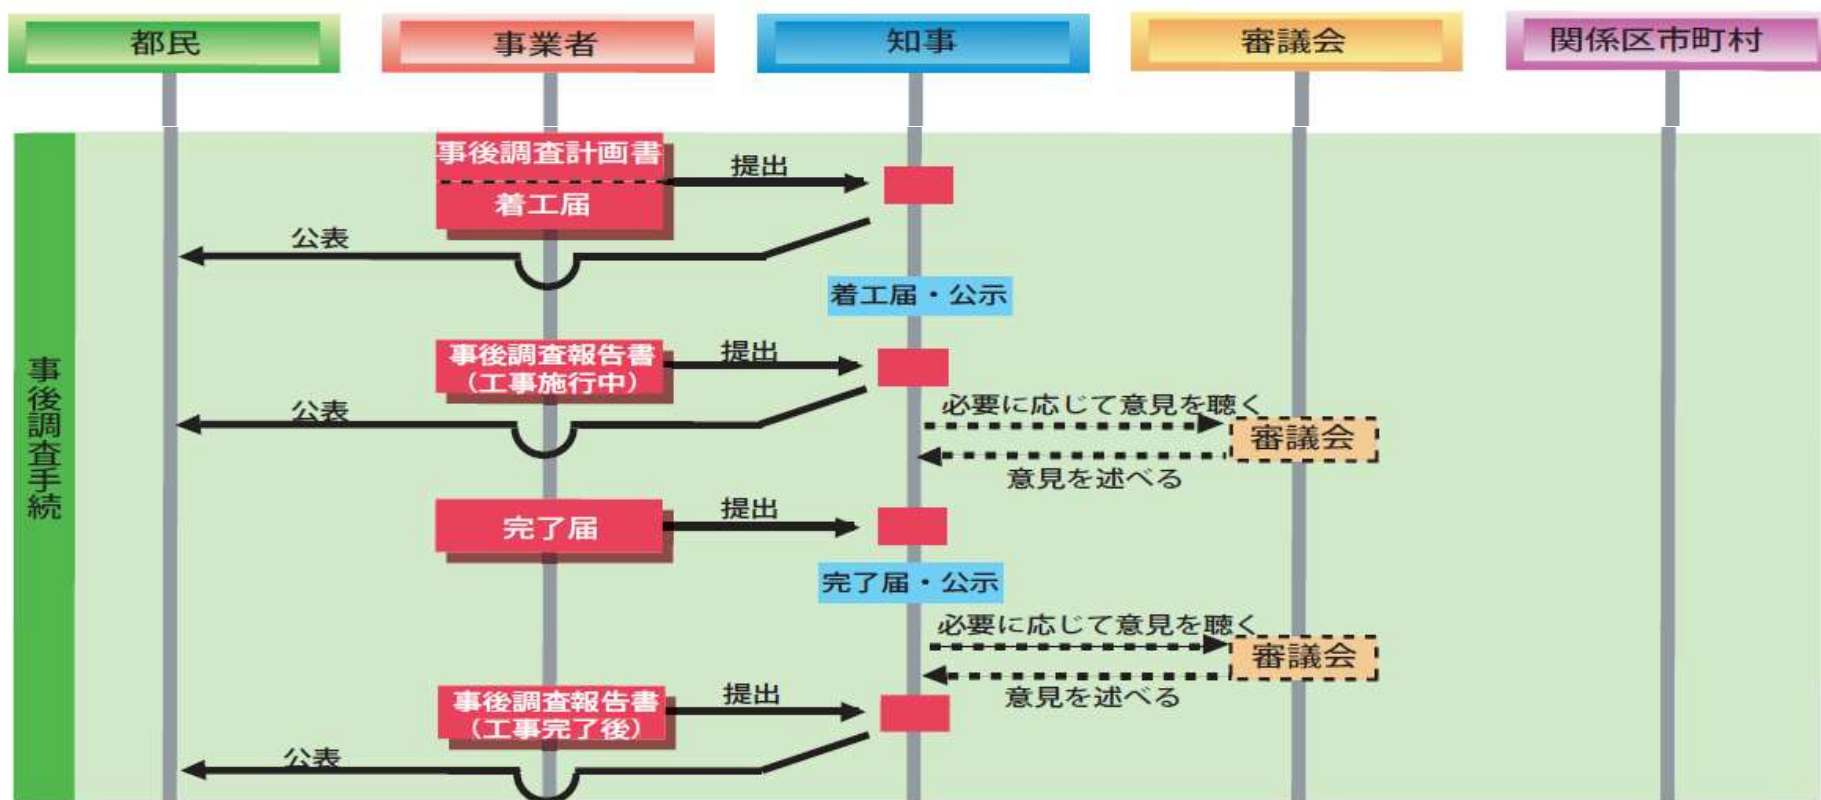 都民
事業者
知事
審議会
関係区市町村
事後調査手続
事後調査計画書
着工届
提出
公表
着工届・公示
事後調査報告書
（工事施行中）
提出
公表
必要に応じて意見を聴く
審議会
意見を述べる
完了届
提出
完了届・公示
必要に応じて意見を聴く
審議会
意見を述べる
事後調査報告書
（工事完了後）
提出
公表